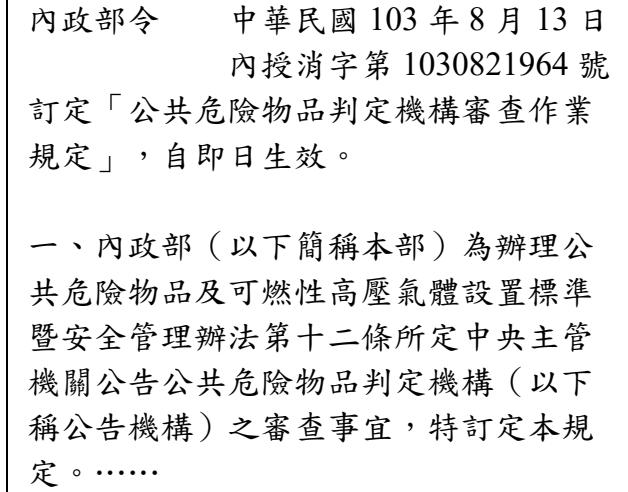 內政部令　　中華民國 103 年 8 月 13 日
內授消字第 1030821964 號
訂定「公共危險物品判定機構審查作業
規定」，自即日生效。
一、內政部（以下簡稱本部）為辦理公
共危險物品及可燃性高壓氣體設置標準
暨安全管理辦法第十二條所定中央主管
機關公告公共危險物品判定機構（以下
稱公告機構）之審查事宜，特訂定本規
定。……